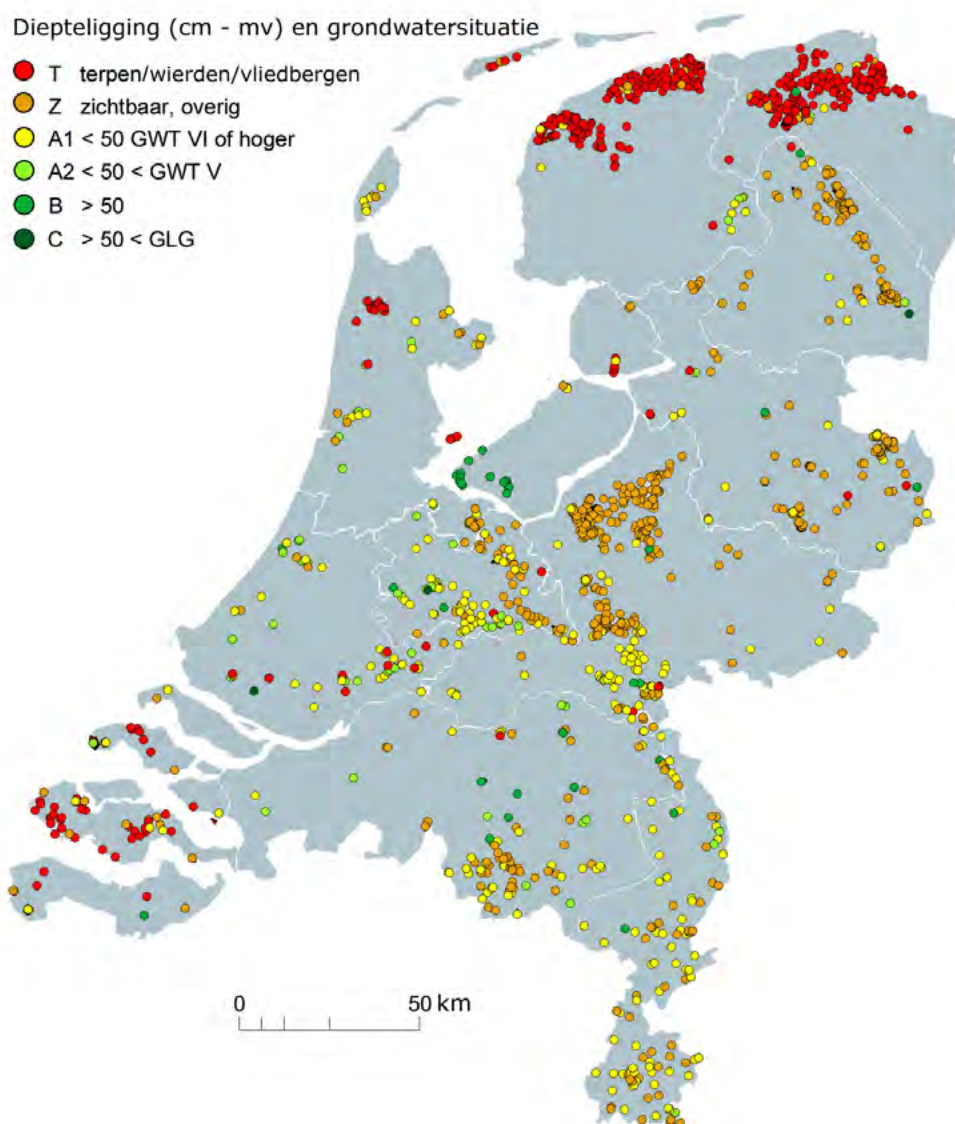 Diepteligging (cm - mv) en grondwatersituatie
T terpen/wierden/vliedbergen
Z zichtbaar, overig
A1 < 50 GWT VI of hoger
A2 < 50 < GWT V
B > 50
C > 50 < GLG
0 50 km